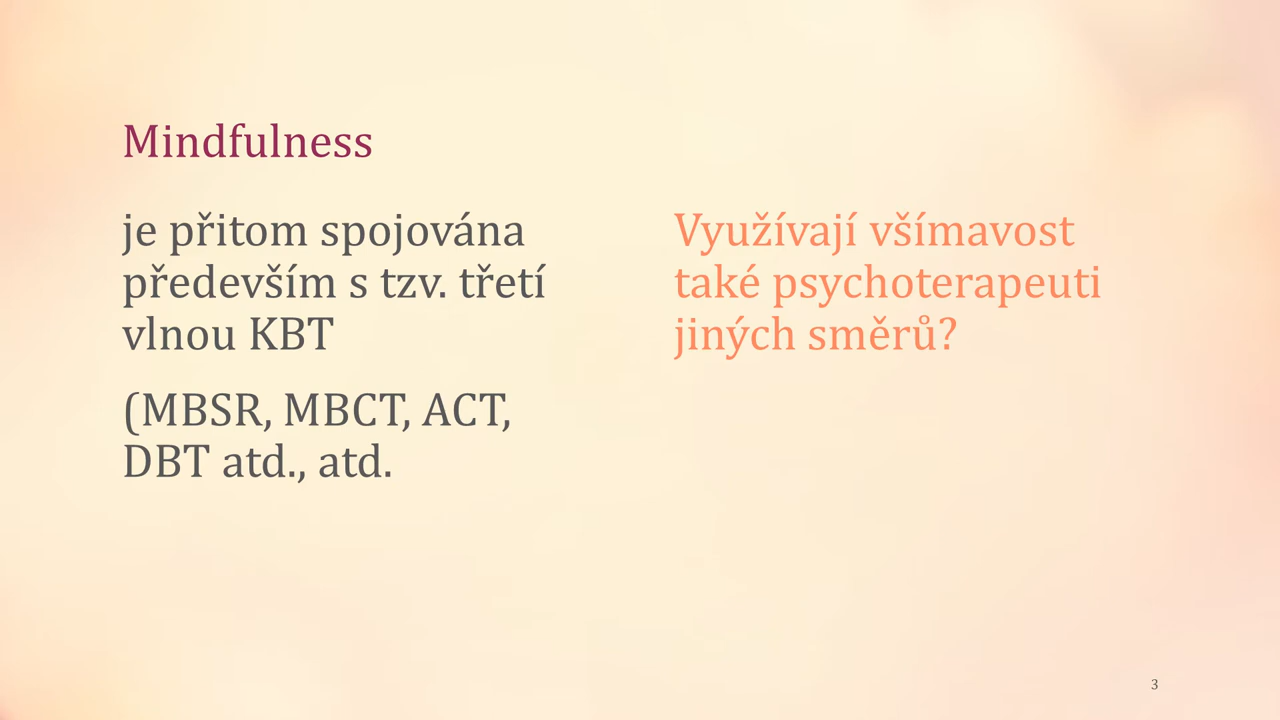 Mindfulness
je přitom spojována
především s tzv. třetí
vlnou KBT
(MBSR, MBCT, ACT,
DBT atd., atd.
Využívají všímavost
také psychoterapeuti
jiných směrů?
3